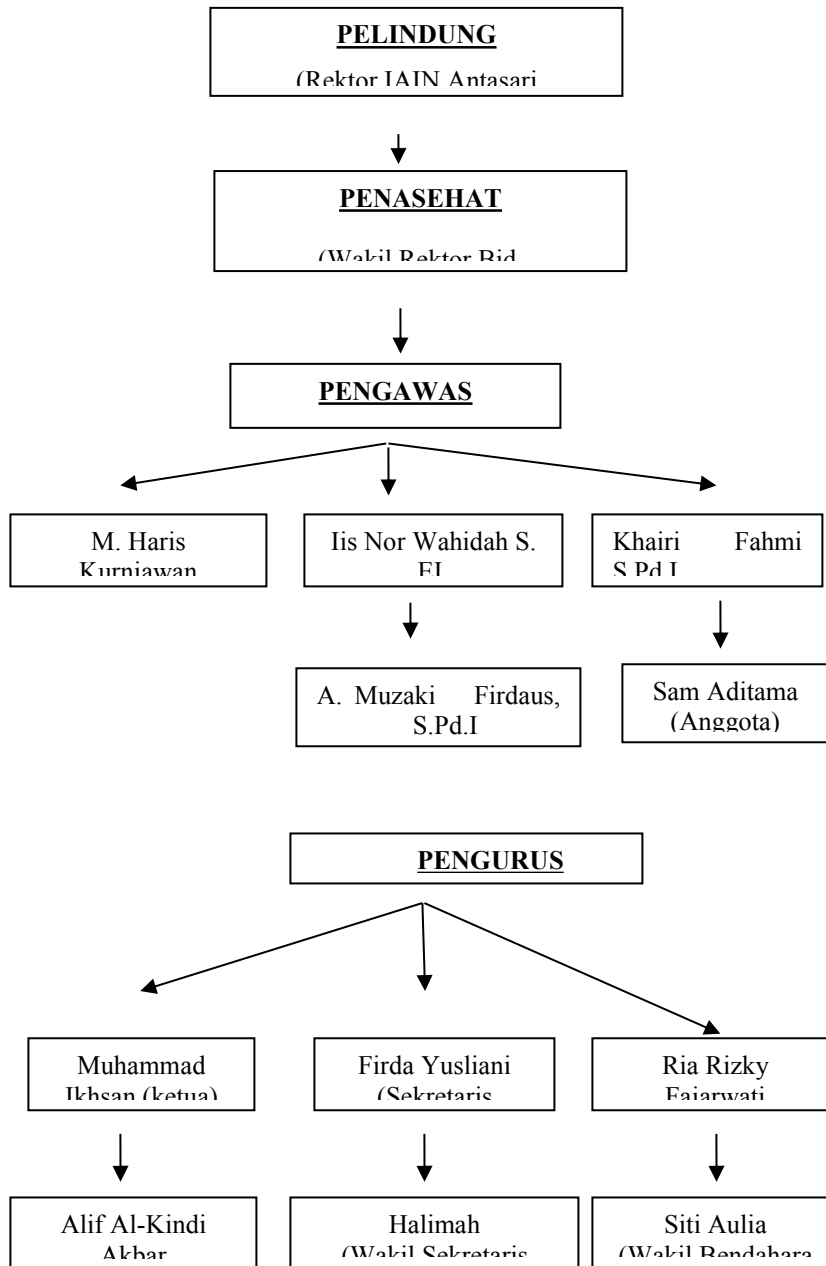 PELINDUNG
(Rektor IAIN Antasari
PENASEHAT
(Wakil Rektor Bid
PENGAWAS
M. Haris
Kurniawan
Iis Nor Wahidah S.
EI
Khairi Fahmi
S.Pd.I
A. Muzaki Firdaus,
S.Pd.I
Sam Aditama
(Anggota)
PENGURUS
Muhammad
Ikhsan (ketua)
Firda Yusliani
(Sekretaris
Ria Rizky
Fajarwati
Alif Al-Kindi
Akbar
Halimah
(Wakil Sekretaris
Siti Aulia
(Wakil Bendahara